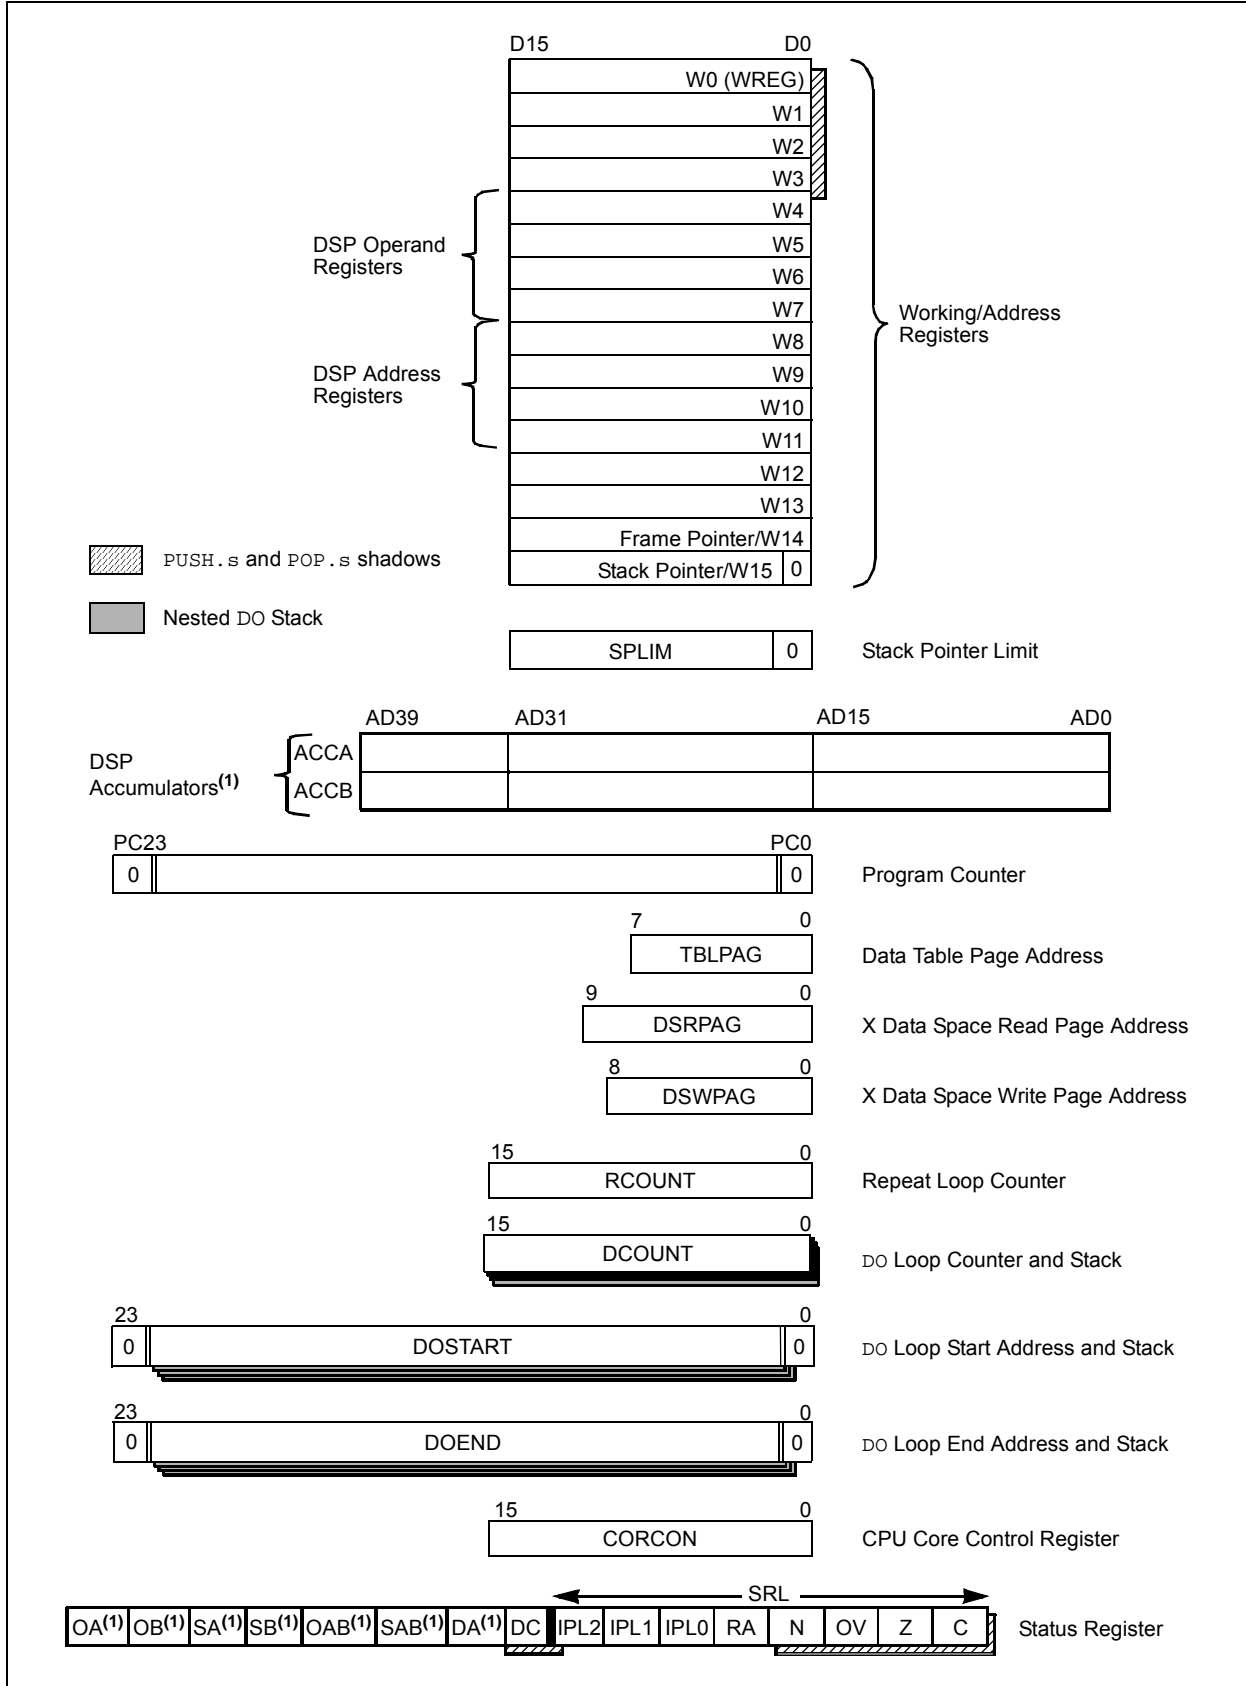 D15 D0
W0 (WREG)
W1
W2
W3
W4
DSP Operand
Registers
W5
W6
W7
Working/Address
Registers
W8
DSP Address
Registers
W9
W10
W11
W12
W13
Frame Pointer/W14
PUSH.s and POP.s shadows
Stack Pointer/W15 0
Nested DO Stack
SPLIM 0 Stack Pointer Limit
AD39 AD31 AD15 AD0
DSP
Accumulators(1)
ACCA
ACCB
PC23 PC0
0 0 Program Counter
7 0
TBLPAG Data Table Page Address
9 0
DSRPAG X Data Space Read Page Address
8 0
DSWPAG X Data Space Write Page Address
15 0
RCOUNT Repeat Loop Counter
15 0
DCOUNT DO Loop Counter and Stack
23 0
0 DOSTART 0 DO Loop Start Address and Stack
23 0
0 DOEND 0 DO Loop End Address and Stack
15 0
CORCON CPU Core Control Register
SRL
OA(1) OB(1) SA(1) SB(1) OAB(1) SAB(1) DA(1) DC IPL2 IPL1 IPL0 RA N OV Z C Status Register